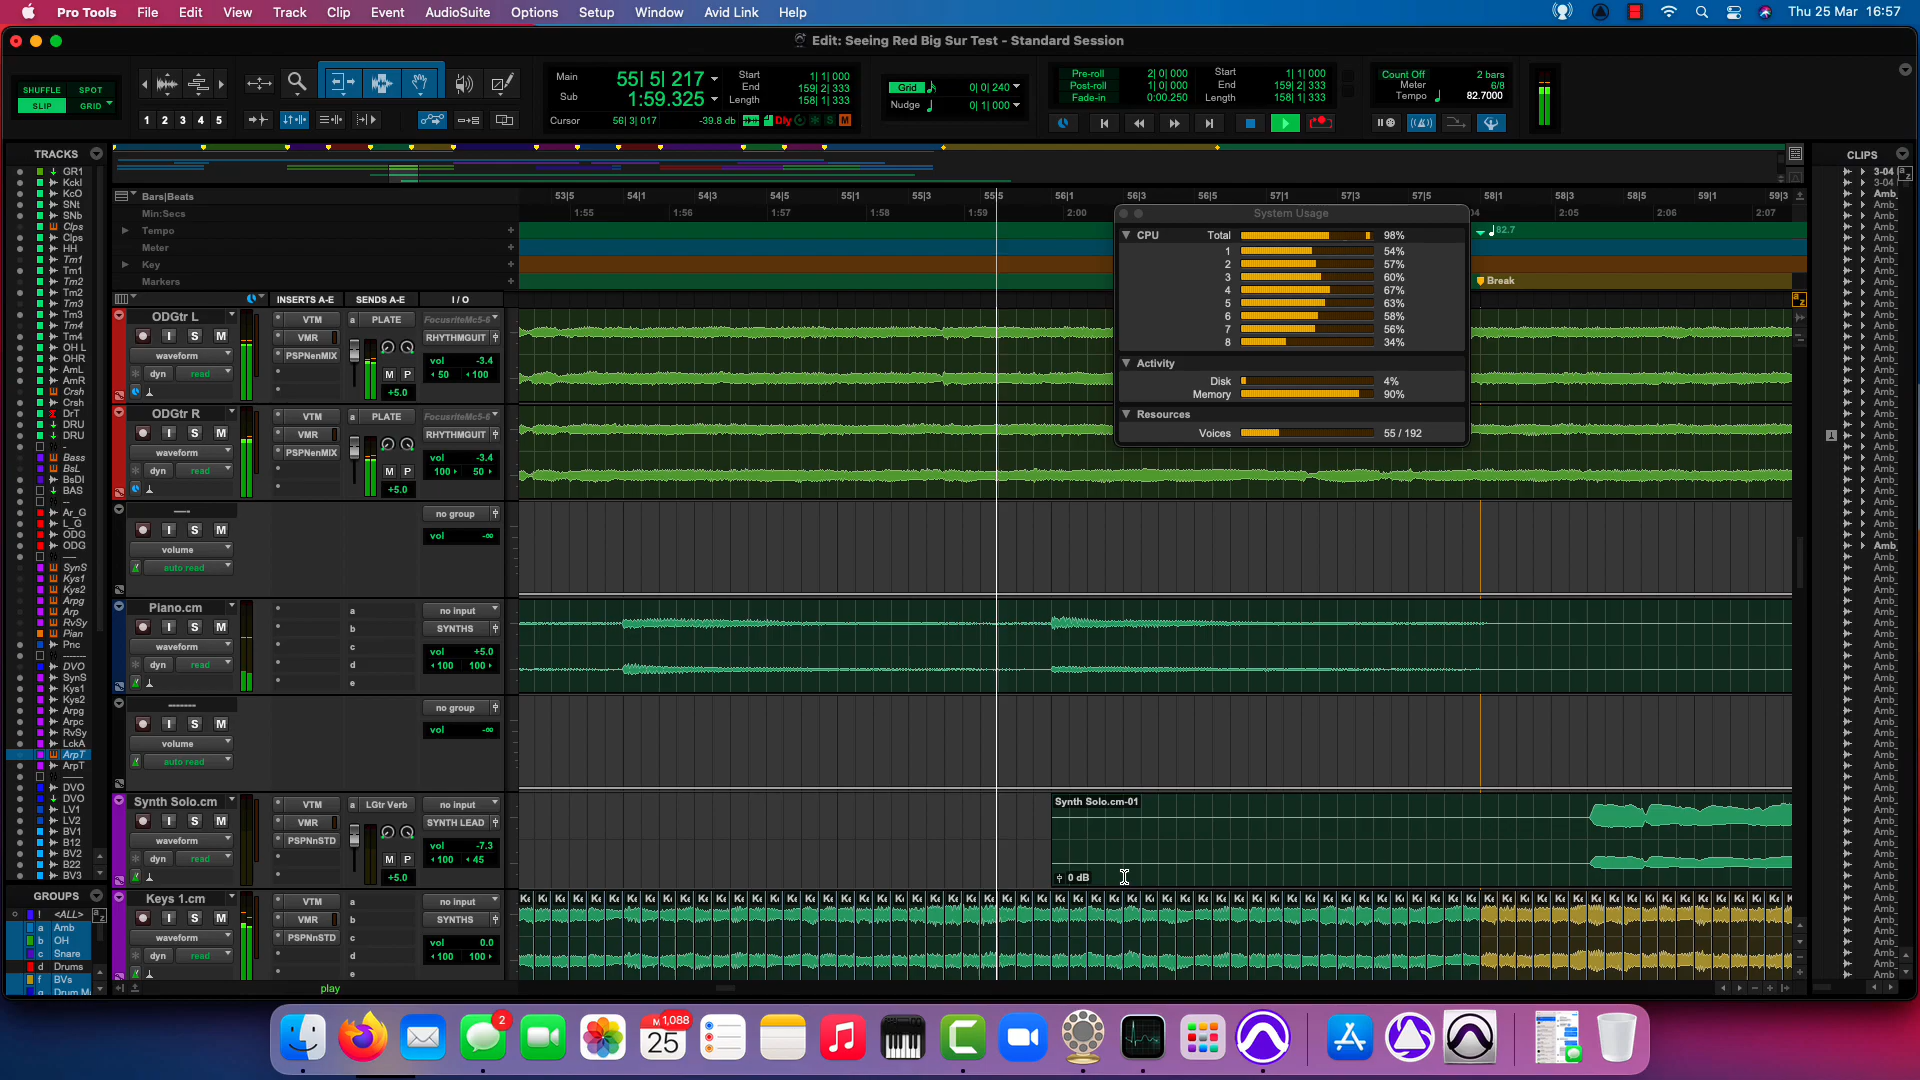 Pro Tools File Edit View Track Clip Event AudioSuite Options Setup Window Avid Link Help Thu 25 Mar 16:57
Edit: Seeing Red Big Sur Test - Standard Session
SHUFFLE SPOT
SLIP GRID
1 2 3 4 5
Main 55| 5| 217
Sub 1:59.325
Start 1| 1| 000
End 159| 2| 333
Length 158| 1| 333
Cursor 56| 3| 017 -39.8 db Dly S M
Grid 0| 0| 240
Nudge 0| 1| 000
Pre-roll 2| 0| 000
Post-roll 1| 0| 000
Fade-in 0:00.250
Start 1| 1| 000
End 159| 2| 333
Length 158| 1| 333
Count Off 2 bars
Meter 6/8
Tempo 82.7000
TRACKS
GR1
KckI
KcO
SNt
SNb
Clps
Clps
HH
Tm1
Tm1
Tm2
Tm2
Tm3
Tm3
Tm4
Tm4
OH L
OHR
AmL
AmR
Crsh
Crsh
DrT
DRU
DRU
Bass
BsL
BsDI
BAS
Ar_G
L_G
ODG
ODG
SynS
Kys1
Kys2
Arpg
Arp
RvSy
Pian
Pnc
DVO
SynS
Kys1
Kys2
Arpg
Arpc
RvSy
LckA
ArpT
ArpT
DVO
DVO
LV1
LV2
BV1
B12
BV2
B22
BV3
GROUPS
! <ALL>
a Amb
b OH
c Snare
d Drums
f BVs
g Drum M
Bars|Beats 53|5 54|1 54|3 54|5 55|1 55|3 55|5 56|1 56|3 56|5 57|1 57|3 57|5 58|1 58|3 58|5 59|1 59|3
Min:Secs 1:55 1:56 1:57 1:58 1:59 2:00 2:05 2:06 2:07
Tempo 82.7
Meter
Key
Markers Break
INSERTS A-E SENDS A-E I / O
ODGtr L
I S M
waveform
dyn read
VTM
VMR
PSPNenMIX
a PLATE
M P
+5.0
FocusriteMc5-6
RHYTHMGUIT
vol -3.4
50 100
ODGtr R
I S M
waveform
dyn read
VTM
VMR
PSPNenMIX
a PLATE
M P
+5.0
FocusriteMc5-6
RHYTHMGUIT
vol -3.4
100 50
I S M
volume
auto read
no group
vol -∞
Piano.cm
I S M
waveform
dyn read
a
b
c
d
e
no input
SYNTHS
vol +5.0
100 100
I S M
volume
auto read
no group
vol -∞
Synth Solo.cm
I S M
waveform
dyn read
VTM
VMR
PSPNnSTD
a LGtr Verb
M P
+5.0
no input
SYNTH LEAD
vol -7.3
100 45
Synth Solo.cm-01
0 dB
Keys 1.cm
I S M
waveform
dyn read
VTM
VMR
PSPNnSTD
a
b
c
d
e
no input
SYNTHS
vol 0.0
100 100
play
System Usage
CPU Total 98%
1 54%
2 57%
3 60%
4 67%
5 63%
6 58%
7 56%
8 34%
Activity
Disk 4%
Memory 90%
Resources
Voices 55 / 192
CLIPS
3-04
3-04
Amb_
2
1,088
25